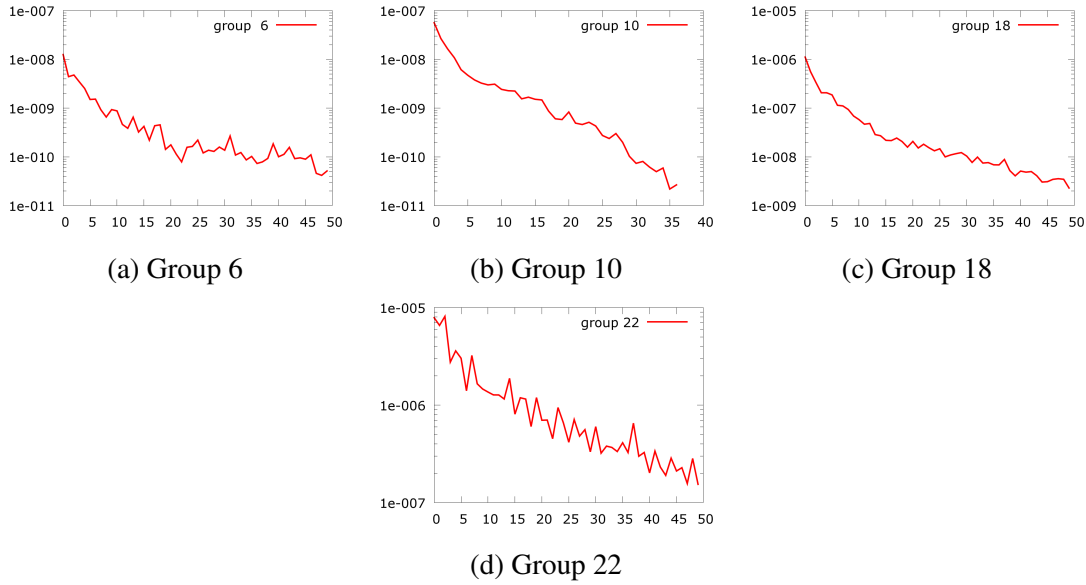 group 6
1e-007
1e-008
1e-009
1e-010
1e-011
0 5 10 15 20 25 30 35 40 45 50
(a) Group 6
group 10
1e-007
1e-008
1e-009
1e-010
1e-011
0 5 10 15 20 25 30 35 40
(b) Group 10
group 18
1e-005
1e-006
1e-007
1e-008
1e-009
0 5 10 15 20 25 30 35 40 45 50
(c) Group 18
group 22
1e-005
1e-006
1e-007
0 5 10 15 20 25 30 35 40 45 50
(d) Group 22